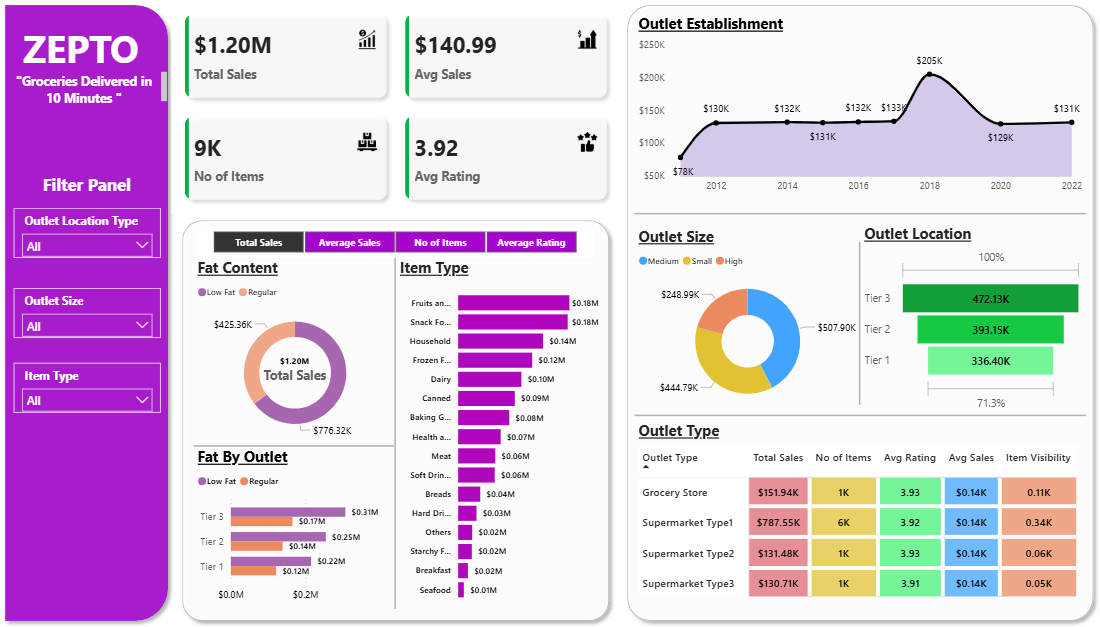 ZEPTO
"Groceries Delivered in
10 Minutes "
Filter Panel
Outlet Location Type
All
Outlet Size
All
Item Type
All
$1.20M
Total Sales
$140.99
Avg Sales
9K
No of Items
3.92
Avg Rating
Total Sales Average Sales No of Items Average Rating
Fat Content
Low Fat Regular
$425.36K
$1.20M
Total Sales
$776.32K
Fat By Outlet
Low Fat Regular
Tier 3 $0.31M
$0.17M
Tier 2 $0.25M
$0.14M
Tier 1 $0.22M
$0.12M
$0.0M $0.2M
Item Type
Fruits an... $0.18M
Snack Fo... $0.18M
Household $0.14M
Frozen F... $0.12M
Dairy $0.10M
Canned $0.09M
Baking G... $0.08M
Health a... $0.07M
Meat $0.06M
Soft Drin... $0.06M
Breads $0.04M
Hard Dri... $0.03M
Others $0.02M
Starchy F... $0.02M
Breakfast $0.02M
Seafood $0.01M
Outlet Establishment
$250K
$200K
$150K
$100K
$50K
$78K $130K $132K $131K $132K $133K $205K $129K $131K
2012 2014 2016 2018 2020 2022
Outlet Size
Medium Small High
$248.99K
$507.90K
$444.79K
Outlet Location
100%
Tier 3 472.13K
Tier 2 393.15K
Tier 1 336.40K
71.3%
Outlet Type
Outlet Type Total Sales No of Items Avg Rating Avg Sales Item Visibility
Grocery Store $151.94K 1K 3.93 $0.14K 0.11K
Supermarket Type1 $787.55K 6K 3.92 $0.14K 0.34K
Supermarket Type2 $131.48K 1K 3.93 $0.14K 0.06K
Supermarket Type3 $130.71K 1K 3.91 $0.14K 0.05K